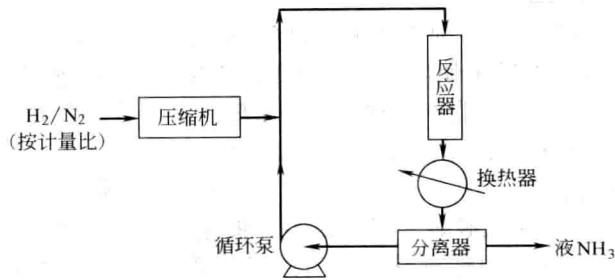 反应器
H₂/N₂
(按计量比)
压缩机
换热器
循环泵
分离器
液NH₃